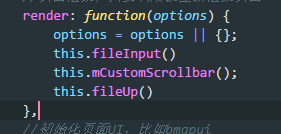 render: function(options) {
options = options || {};
this.fileInput()
this.mCustomScrollbar();
this.fileUp()
},
//初始化页面UI，比如bmapui